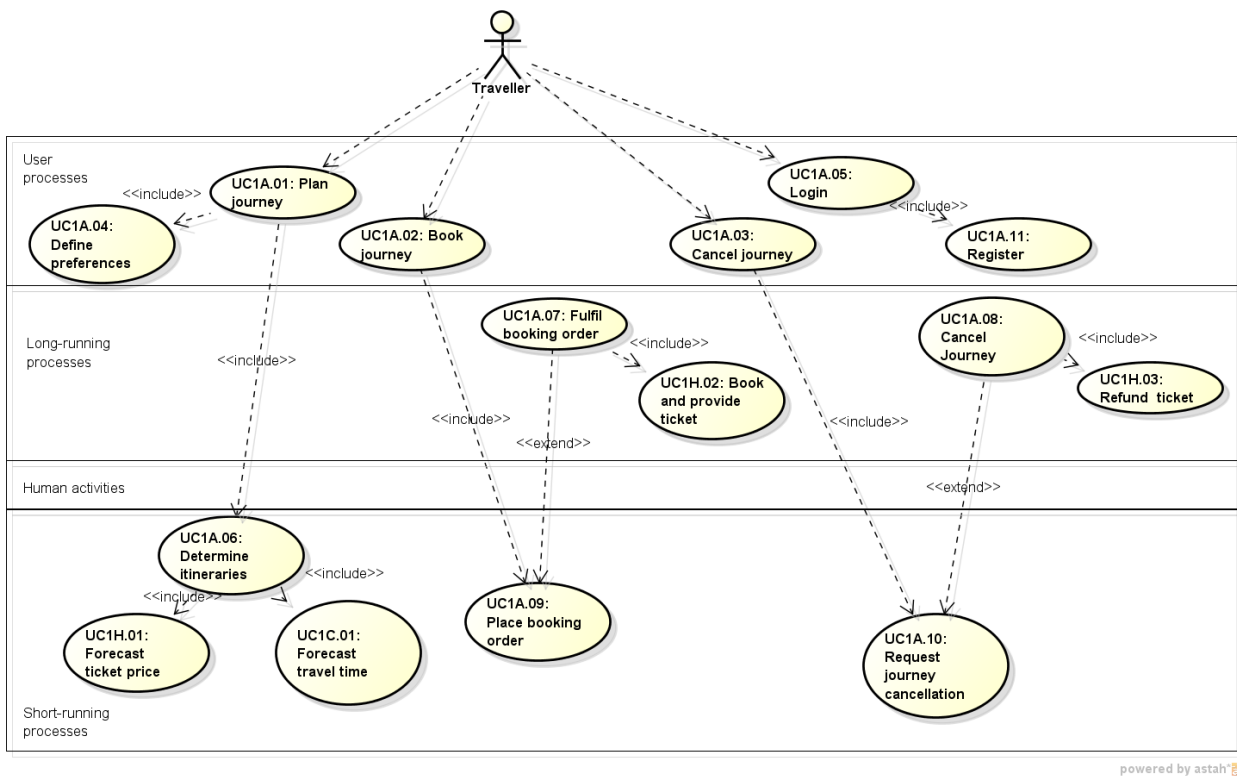 Traveller
User
processes
<<include>>
UC1A.01: Plan
journey
UC1A.05:
Login
<<include>>
UC1A.04:
Define
preferences
UC1A.02: Book
journey
UC1A.03:
Cancel journey
UC1A.11:
Register
Long-running
processes
<<include>>
UC1A.07: Fulfil
booking order
<<include>>
UC1A.08:
Cancel
Journey
<<include>>
UC1H.02: Book
and provide
ticket
UC1H.03:
Refund ticket
<<include>>
<<extend>>
<<include>>
Human activities
<<extend>>
UC1A.06:
Determine
itineraries
<<include>>
<<include>>
UC1H.01:
Forecast
ticket price
UC1C.01:
Forecast
travel time
UC1A.09:
Place booking
order
UC1A.10:
Request
journey
cancellation
Short-running
processes
powered by astah*